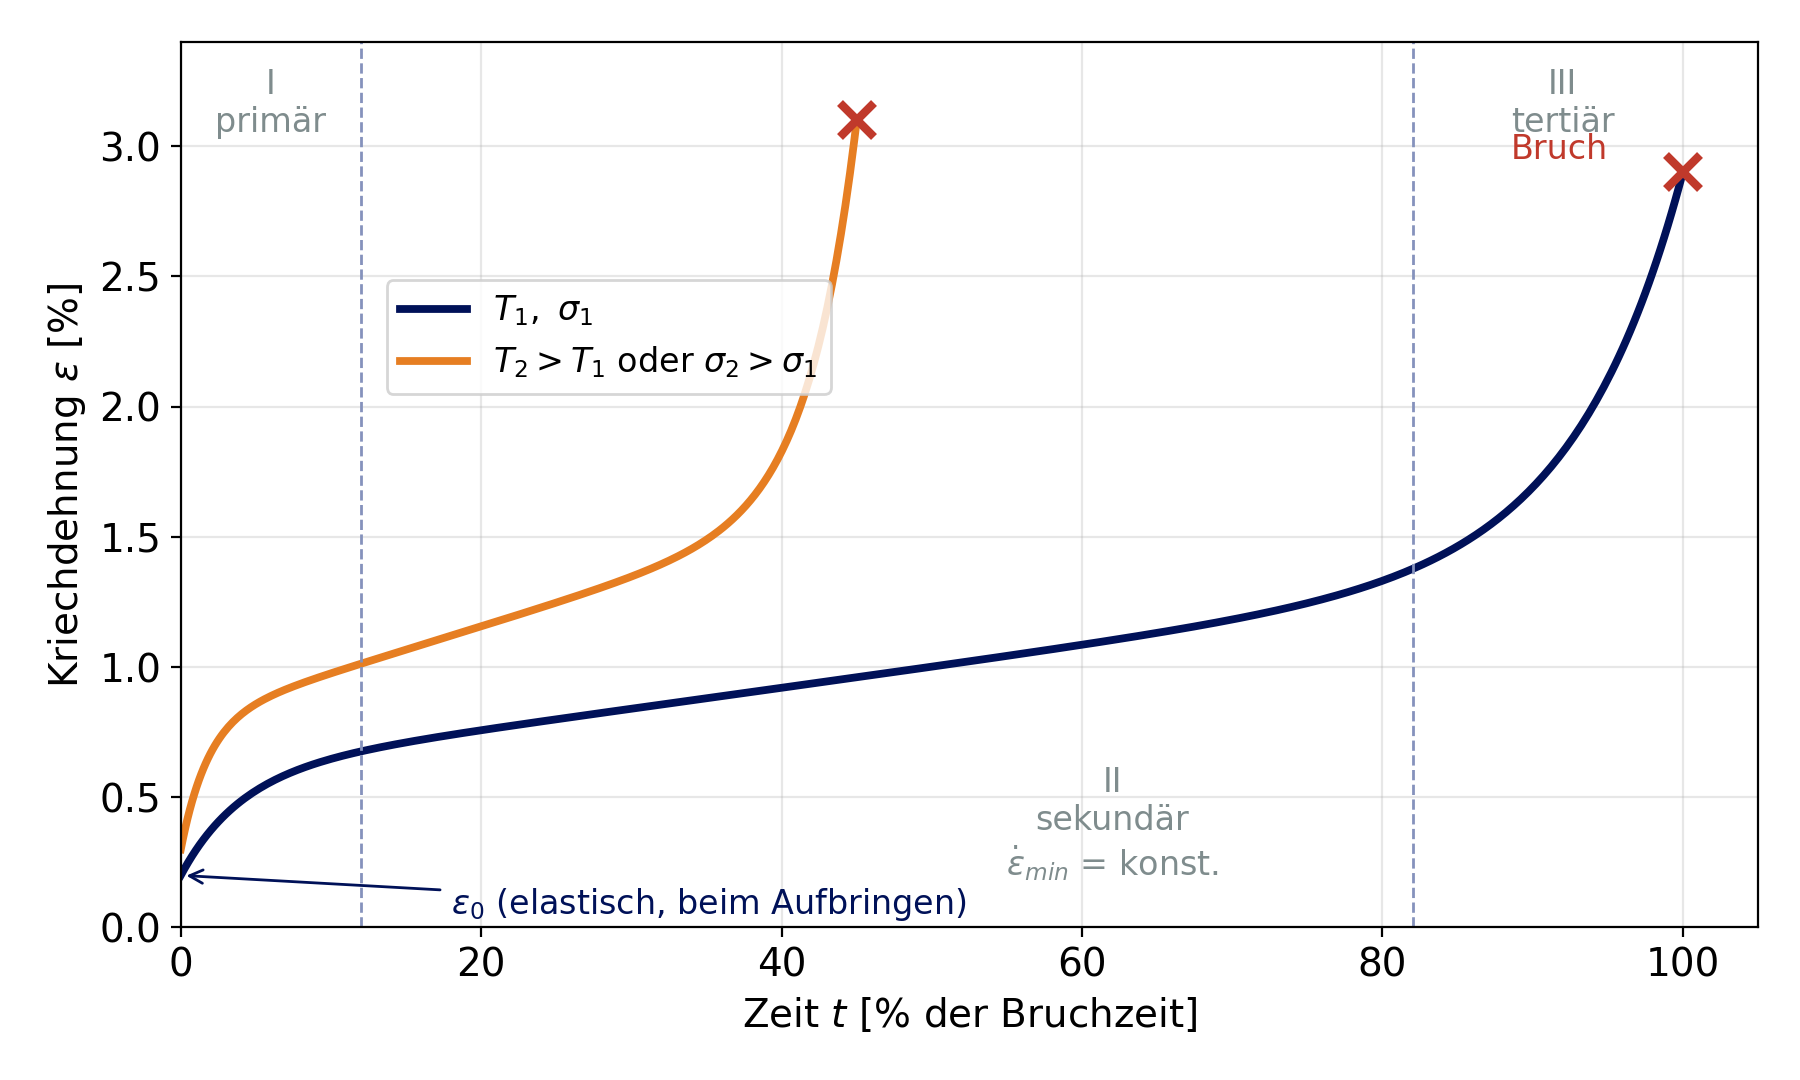 I
primär
III
tertiär
Bruch
T₁, σ₁
T₂ > T₁ oder σ₂ > σ₁
II
sekundär
ε̇ₘᵢₙ = konst.
ε₀ (elastisch, beim Aufbringen)
Kriechdehnung ε [%]
3.0
2.5
2.0
1.5
1.0
0.5
0.0
0 20 40 60 80 100
Zeit t [% der Bruchzeit]